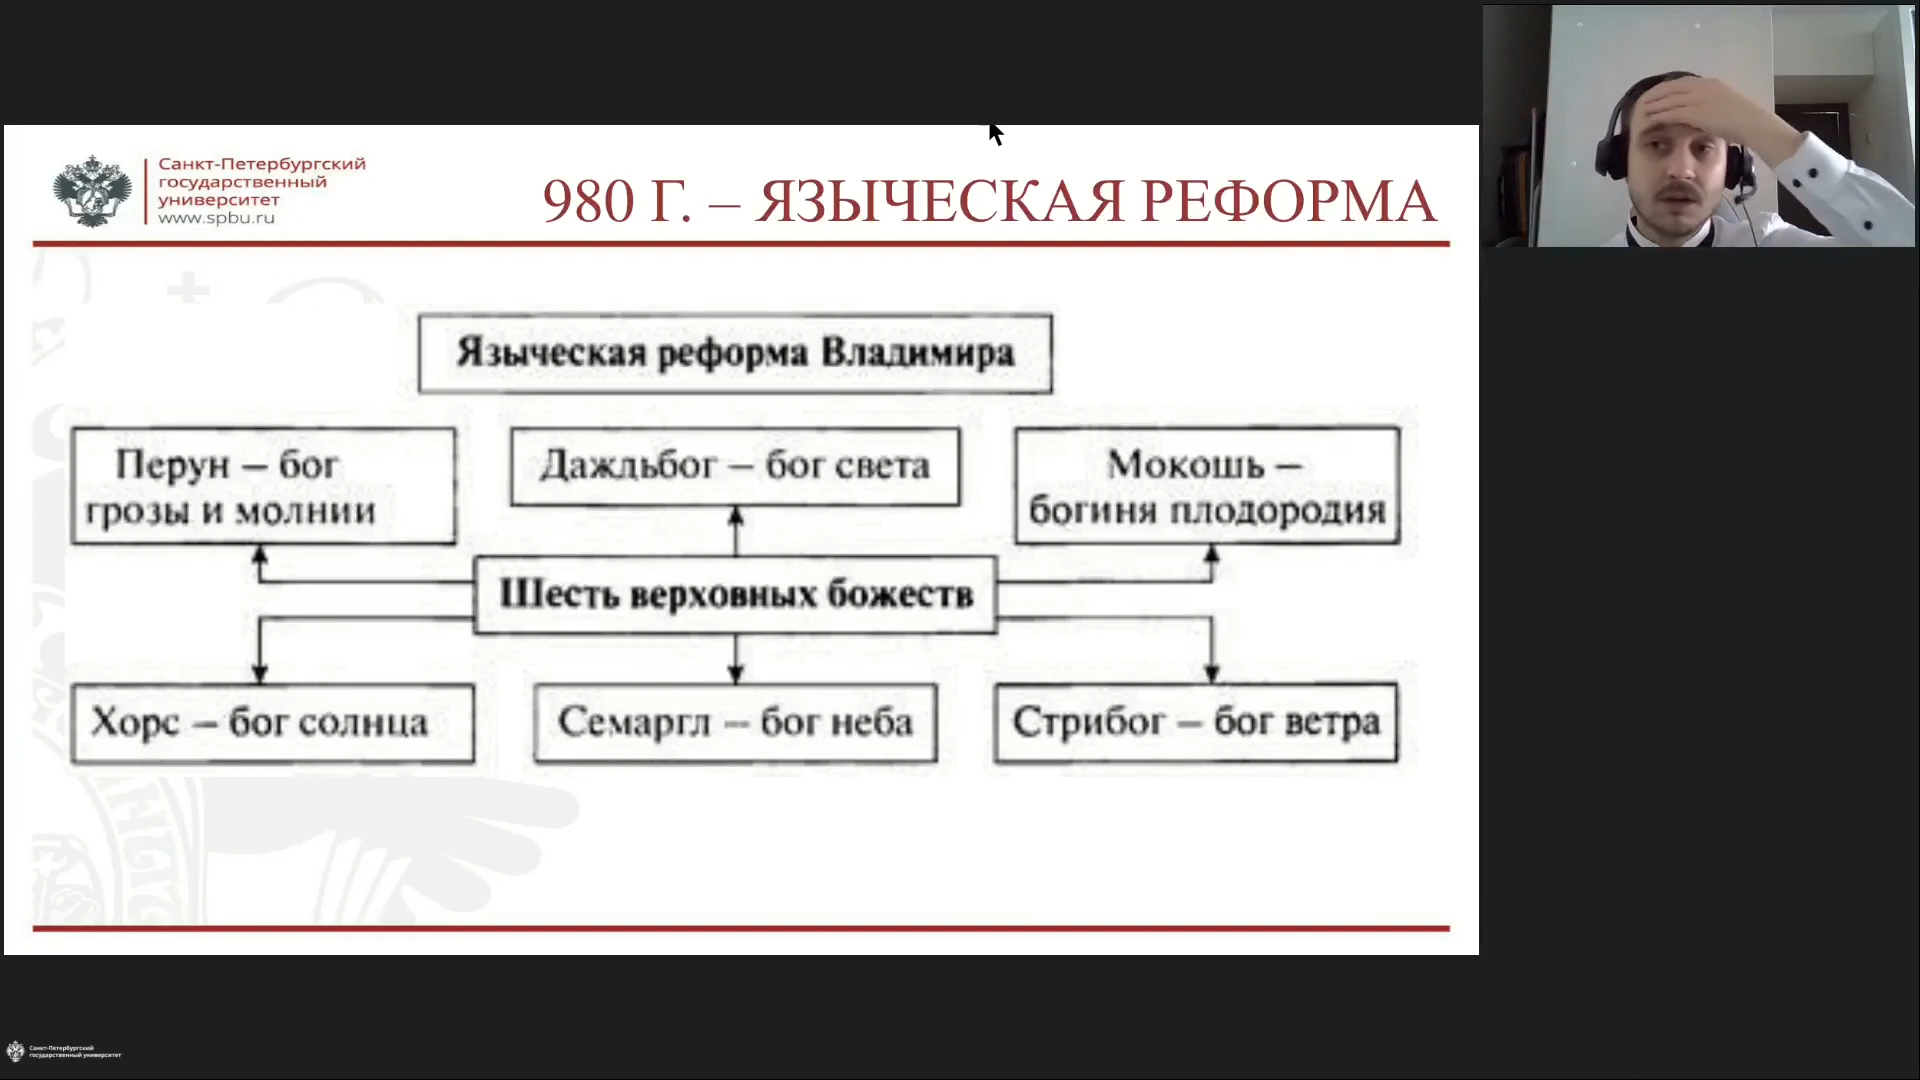 Санкт-Петербургский
государственный
университет
www.spbu.ru
980 Г. – ЯЗЫЧЕСКАЯ РЕФОРМА
Языческая реформа Владимира
Перун – бог
грозы и молнии
Даждьбог – бог света
Мокошь –
богиня плодородия
Шесть верховных божеств
Хорс – бог солнца
Семаргл – бог неба
Стрибог – бог ветра
Санкт-Петербургский
государственный университет